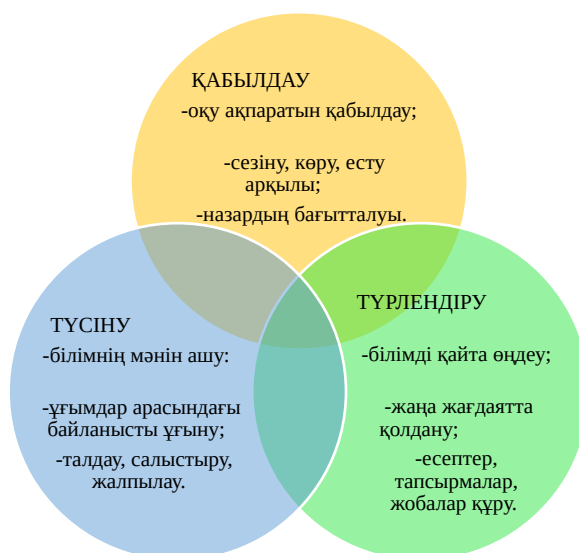 ҚАБЫЛДАУ
-оқу ақпаратын қабылдау;
-сезіну, көру, есту
арқылы;
-назардың бағытталуы.
ТҮСІНУ
-білімнің мәнін ашу:
-ұғымдар арасындағы
байланысты ұғыну;
-талдау, салыстыру,
жалпылау.
ТҮРЛЕНДІРУ
-білімді қайта өңдеу;
-жаңа жағдаятта
қолдану;
-есептер,
тапсырмалар,
жобалар құру.